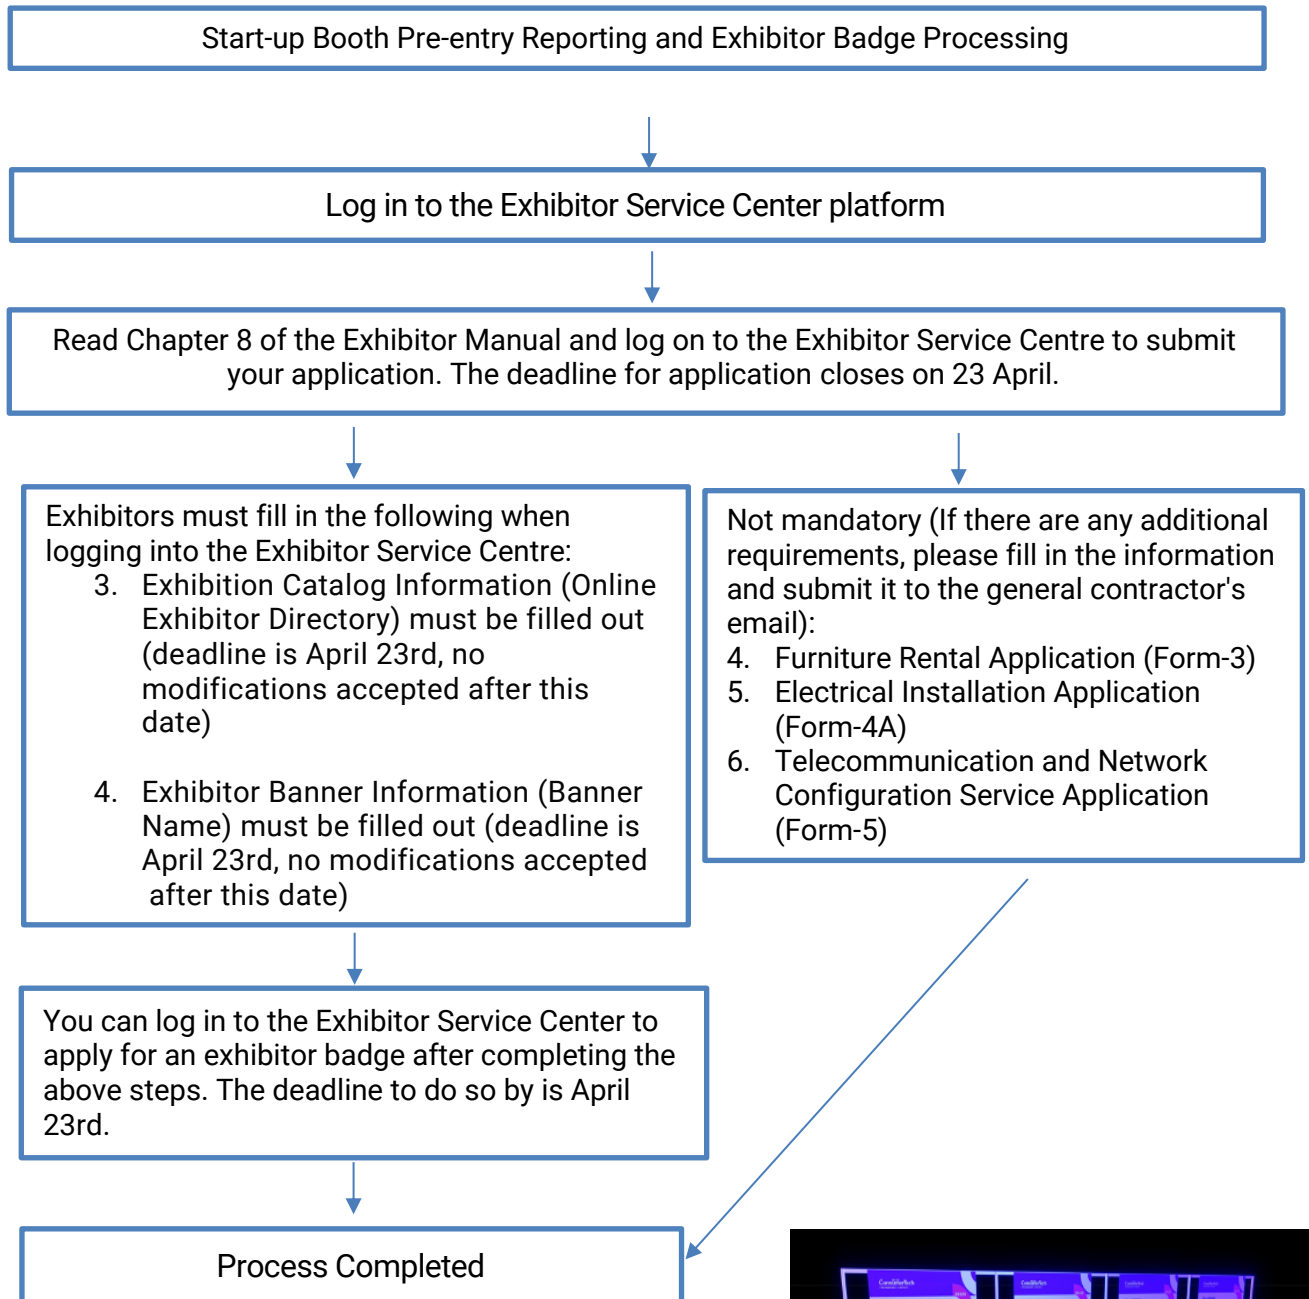 Start-up Booth Pre-entry Reporting and Exhibitor Badge Processing
Log in to the Exhibitor Service Center platform
Read Chapter 8 of the Exhibitor Manual and log on to the Exhibitor Service Centre to submit
your application. The deadline for application closes on 23 April.
Exhibitors must fill in the following when
logging into the Exhibitor Service Centre:
3. Exhibition Catalog Information (Online
Exhibitor Directory) must be filled out
(deadline is April 23rd, no
modifications accepted after this
date)
4. Exhibitor Banner Information (Banner
Name) must be filled out (deadline is
April 23rd, no modifications accepted
after this date)
Not mandatory (If there are any additional
requirements, please fill in the information
and submit it to the general contractor's
email):
4. Furniture Rental Application (Form-3)
5. Electrical Installation Application
(Form-4A)
6. Telecommunication and Network
Configuration Service Application
(Form-5)
You can log in to the Exhibitor Service Center to
apply for an exhibitor badge after completing the
above steps. The deadline to do so by is April
23rd.
Process Completed